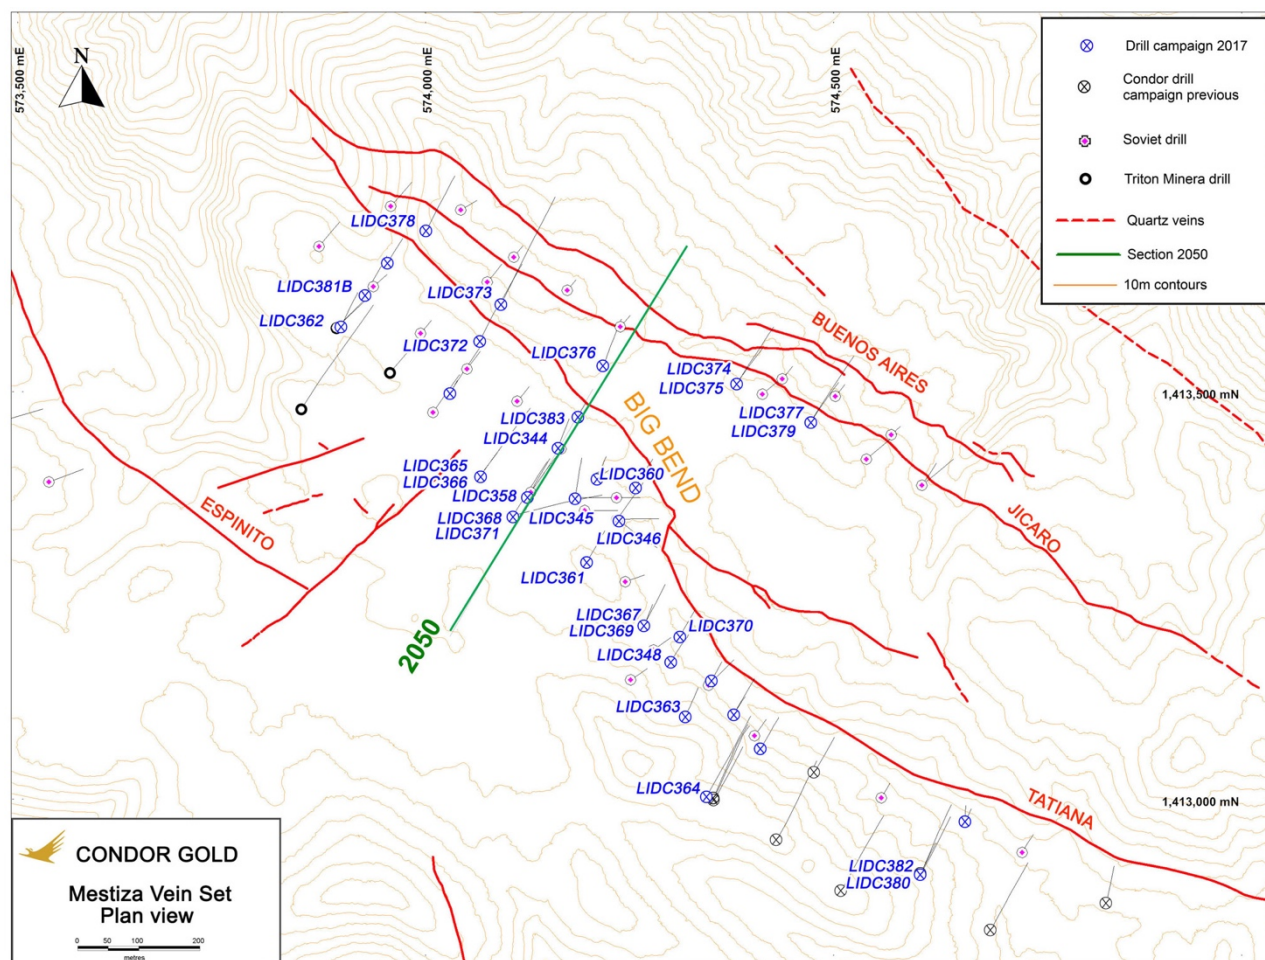 573,500 mE
574,000 mE
574,500 mE
N
Drill campaign 2017
Condor drill
campaign previous
Soviet drill
Triton Minera drill
Quartz veins
Section 2050
10m contours
LIDC378
LIDC381B
LIDC373
LIDC362
BUENOS AIRES
LIDC372
LIDC376
LIDC374
LIDC375
1,413,500 mN
BIG BEND
LIDC377
LIDC379
LIDC383
LIDC344
LIDC365
LIDC366
LIDC360
LIDC358
LIDC345
ESPINITO
LIDC368
LIDC371
JICARO
LIDC346
LIDC361
LIDC367
LIDC369
LIDC370
2050
LIDC348
LIDC363
LIDC364
TATIANA
1,413,000 mN
LIDC382
LIDC380
CONDOR GOLD
Mestiza Vein Set
Plan view
0 50 100 200
metres